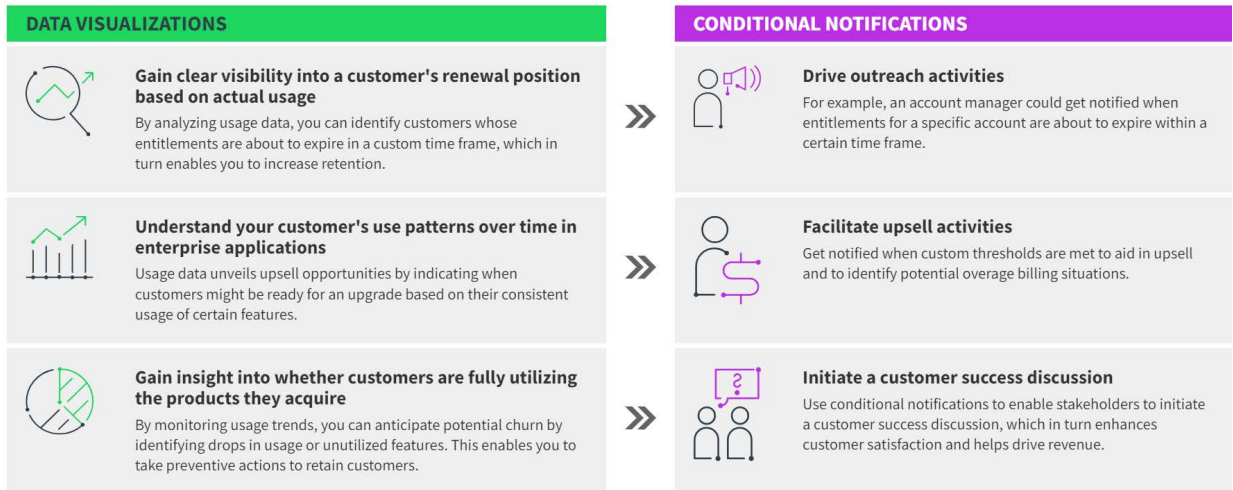 DATA VISUALIZATIONS
Gain clear visibility into a customer's renewal position
based on actual usage
By analyzing usage data, you can identify customers whose
entitlements are about to expire in a custom time frame, which in
turn enables you to increase retention.
Understand your customer's use patterns over time in
enterprise applications
Usage data unveils upsell opportunities by indicating when
customers might be ready for an upgrade based on their consistent
usage of certain features.
Gain insight into whether customers are fully utilizing
the products they acquire
By monitoring usage trends, you can anticipate potential churn by
identifying drops in usage or unutilized features. This enables you to
take preventive actions to retain customers.
CONDITIONAL NOTIFICATIONS
Drive outreach activities
For example, an account manager could get notified when
entitlements for a specific account are about to expire within a
certain time frame.
Facilitate upsell activities
Get notified when custom thresholds are met to aid in upsell
and to identify potential overage billing situations.
Initiate a customer success discussion
Use conditional notifications to enable stakeholders to initiate
a customer success discussion, which in turn enhances
customer satisfaction and helps drive revenue.